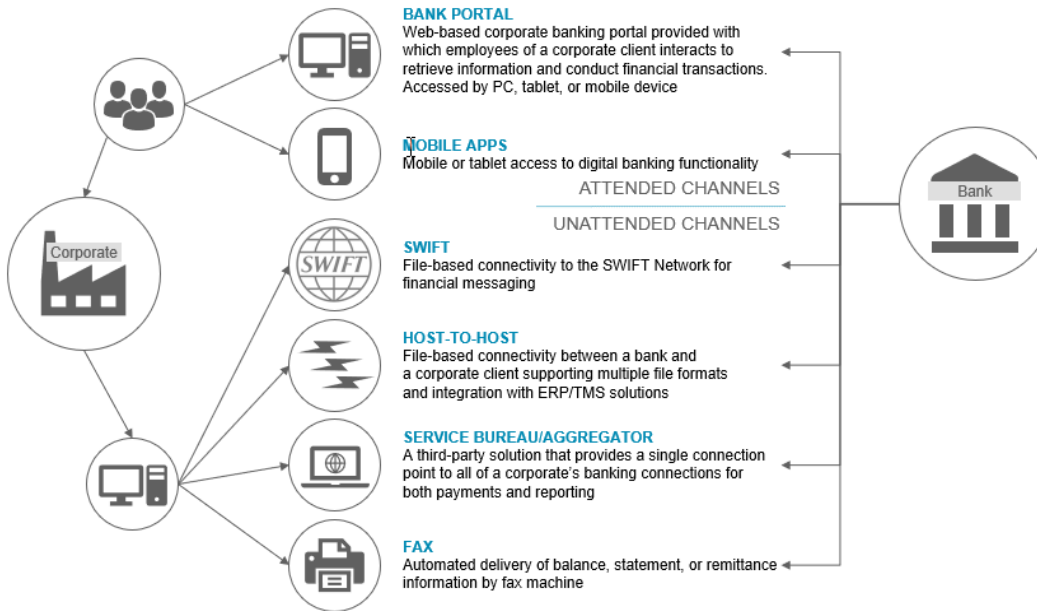 BANK PORTAL
Web-based corporate banking portal provided with
which employees of a corporate client interacts to
retrieve information and conduct financial transactions.
Accessed by PC, tablet, or mobile device
MOBILE APPS
Mobile or tablet access to digital banking functionality
ATTENDED CHANNELS
UNATTENDED CHANNELS
Bank
Corporate
SWIFT
SWIFT
File-based connectivity to the SWIFT Network for
financial messaging
HOST-TO-HOST
File-based connectivity between a bank and
a corporate client supporting multiple file formats
and integration with ERP/TMS solutions
SERVICE BUREAU/AGGREGATOR
A third-party solution that provides a single connection
point to all of a corporate's banking connections for
both payments and reporting
FAX
Automated delivery of balance, statement, or remittance
information by fax machine